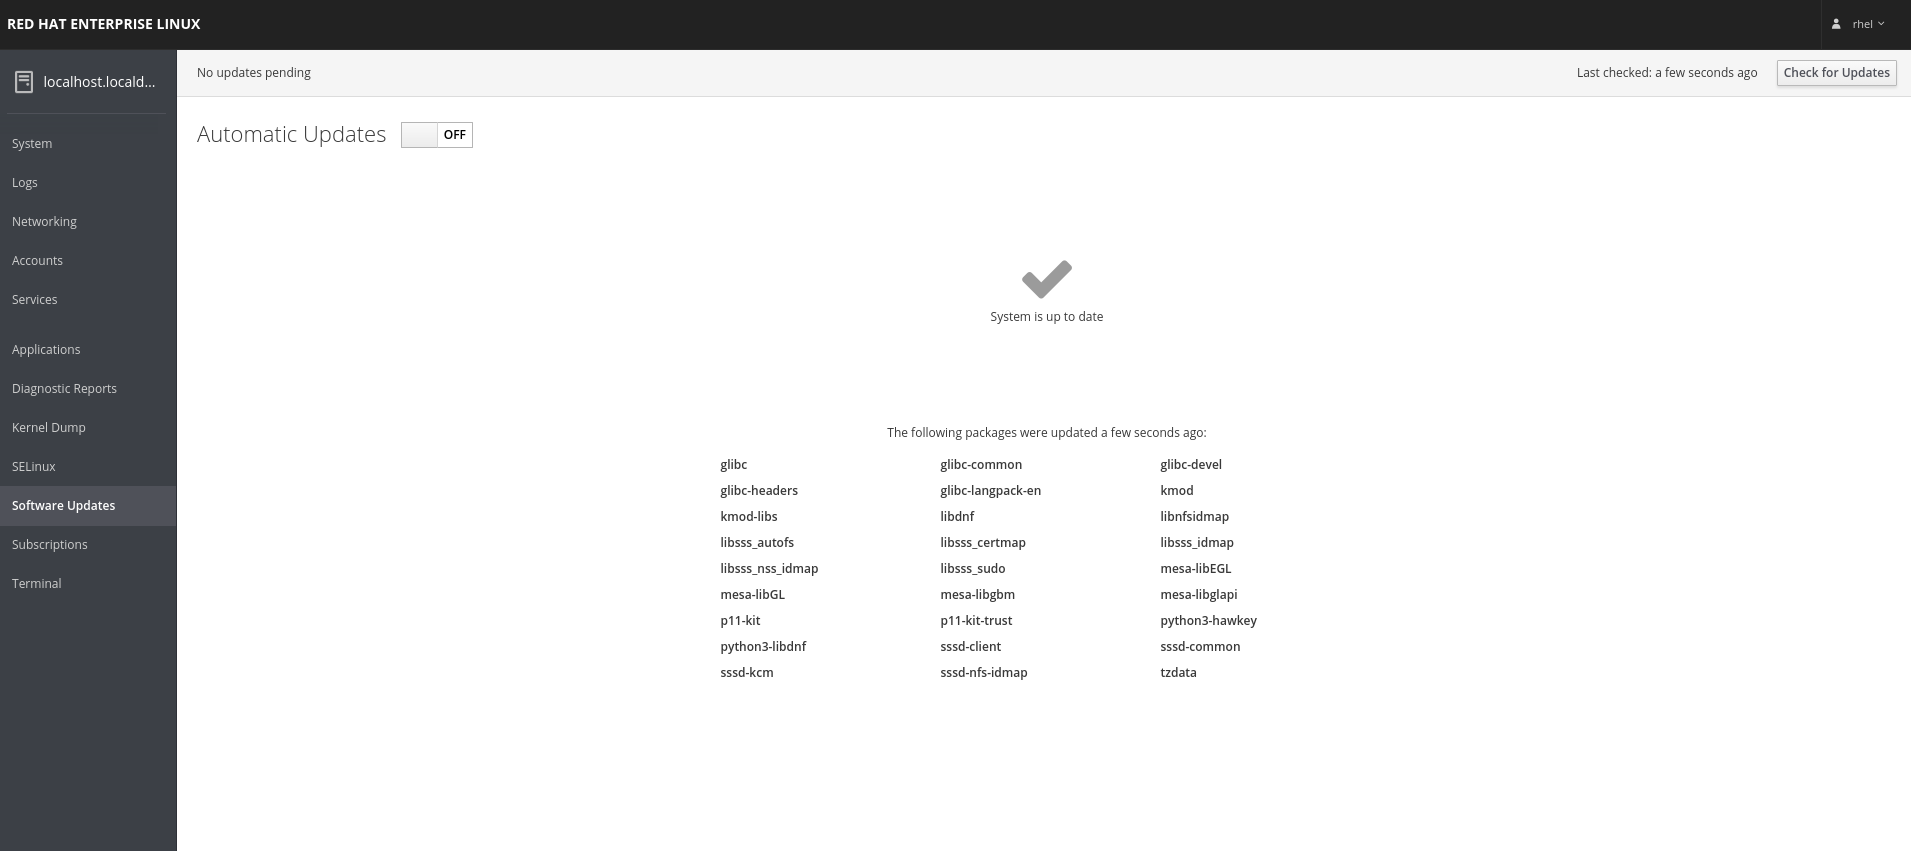 RED HAT ENTERPRISE LINUX
rhel
localhost.locald...
System
Logs
Networking
Accounts
Services
Applications
Diagnostic Reports
Kernel Dump
SELinux
Software Updates
Subscriptions
Terminal
No updates pending
Last checked: a few seconds ago
Check for Updates
Automatic Updates
OFF
System is up to date
The following packages were updated a few seconds ago:
glibc glibc-common glibc-devel
glibc-headers glibc-langpack-en kmod
kmod-libs libdnf libnfsidmap
libsss_autofs libsss_certmap libsss_idmap
libsss_nss_idmap libsss_sudo mesa-libEGL
mesa-libGL mesa-libgbm mesa-libglapi
p11-kit p11-kit-trust python3-hawkey
python3-libdnf sssd-client sssd-common
sssd-kcm sssd-nfs-idmap tzdata